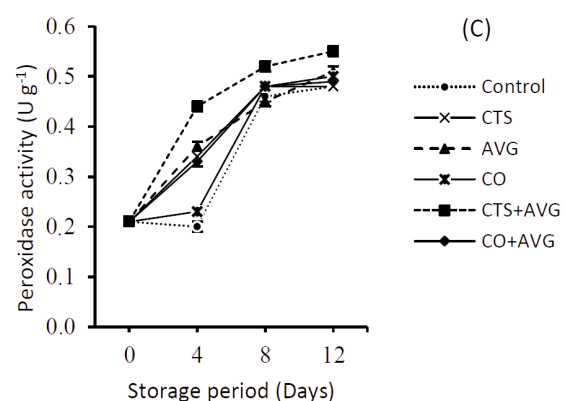 (C)
Peroxidase activity (U g⁻¹)
0.6
0.5
0.4
0.3
0.2
0.1
0.0
0 4 8 12
Storage period (Days)
Control
CTS
AVG
CO
CTS+AVG
CO+AVG